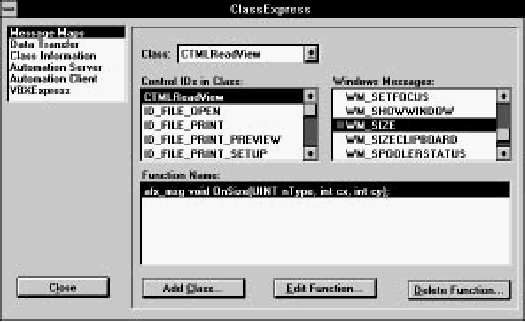 ClassExpress
Message Maps
Data Transfer
Class Information
Automation Server
Automation Client
VBXExpress
Close
Class: CTMLReadView
Control IDs in Class:
CTMLReadView
ID_FILE_OPEN
ID_FILE_PRINT
ID_FILE_PRINT_PREVIEW
ID_FILE_PRINT_SETUP
Windows Messages:
WM_SETFOCUS
WM_SHOWWINDOW
WM_SIZE
WM_SIZECLIPBOARD
WM_SPOOLERSTATUS
Function Name:
afx_msg void OnSize(UINT nType, int cx, int cy);
Add Class... Edit Function... Delete Function...